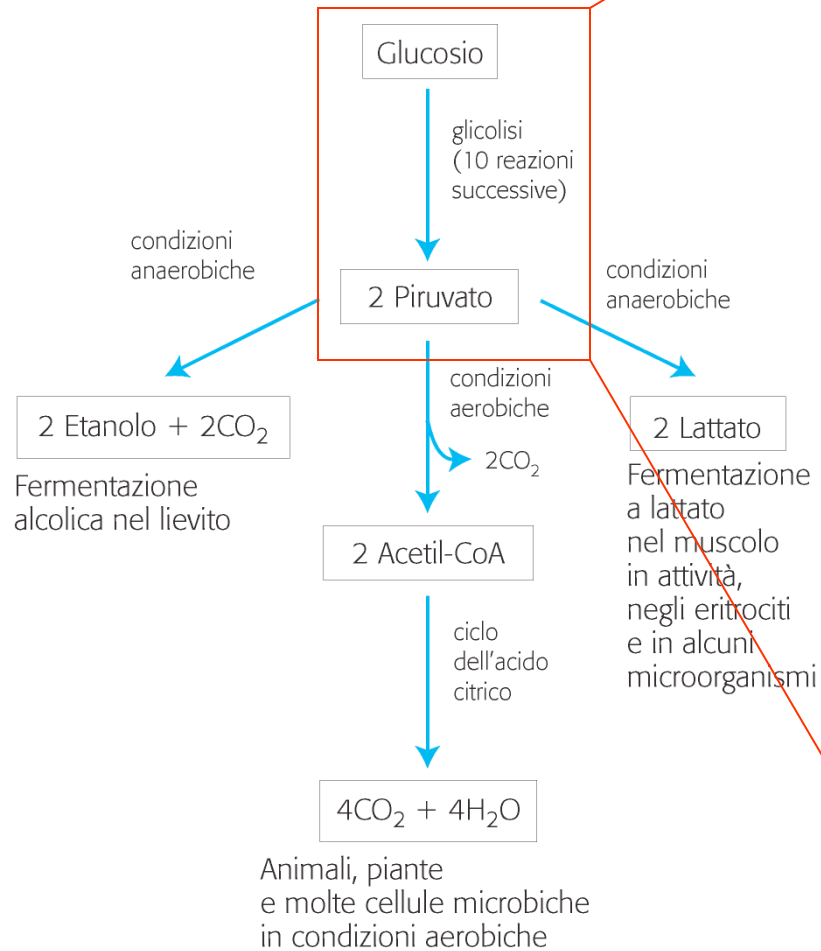 Glucosio
glicolisi
(10 reazioni
successive)
condizioni
anaerobiche
condizioni
anaerobiche
2 Piruvato
condizioni
aerobiche
2 Etanolo + 2CO₂
2 Lattato
2CO₂
Fermentazione
alcolica nel lievito
Fermentazione
a lattato
nel muscolo
in attività,
negli eritrociti
e in alcuni
microorganismi
2 Acetil-CoA
ciclo
dell'acido
citrico
4CO₂ + 4H₂O
Animali, piante
e molte cellule microbiche
in condizioni aerobiche